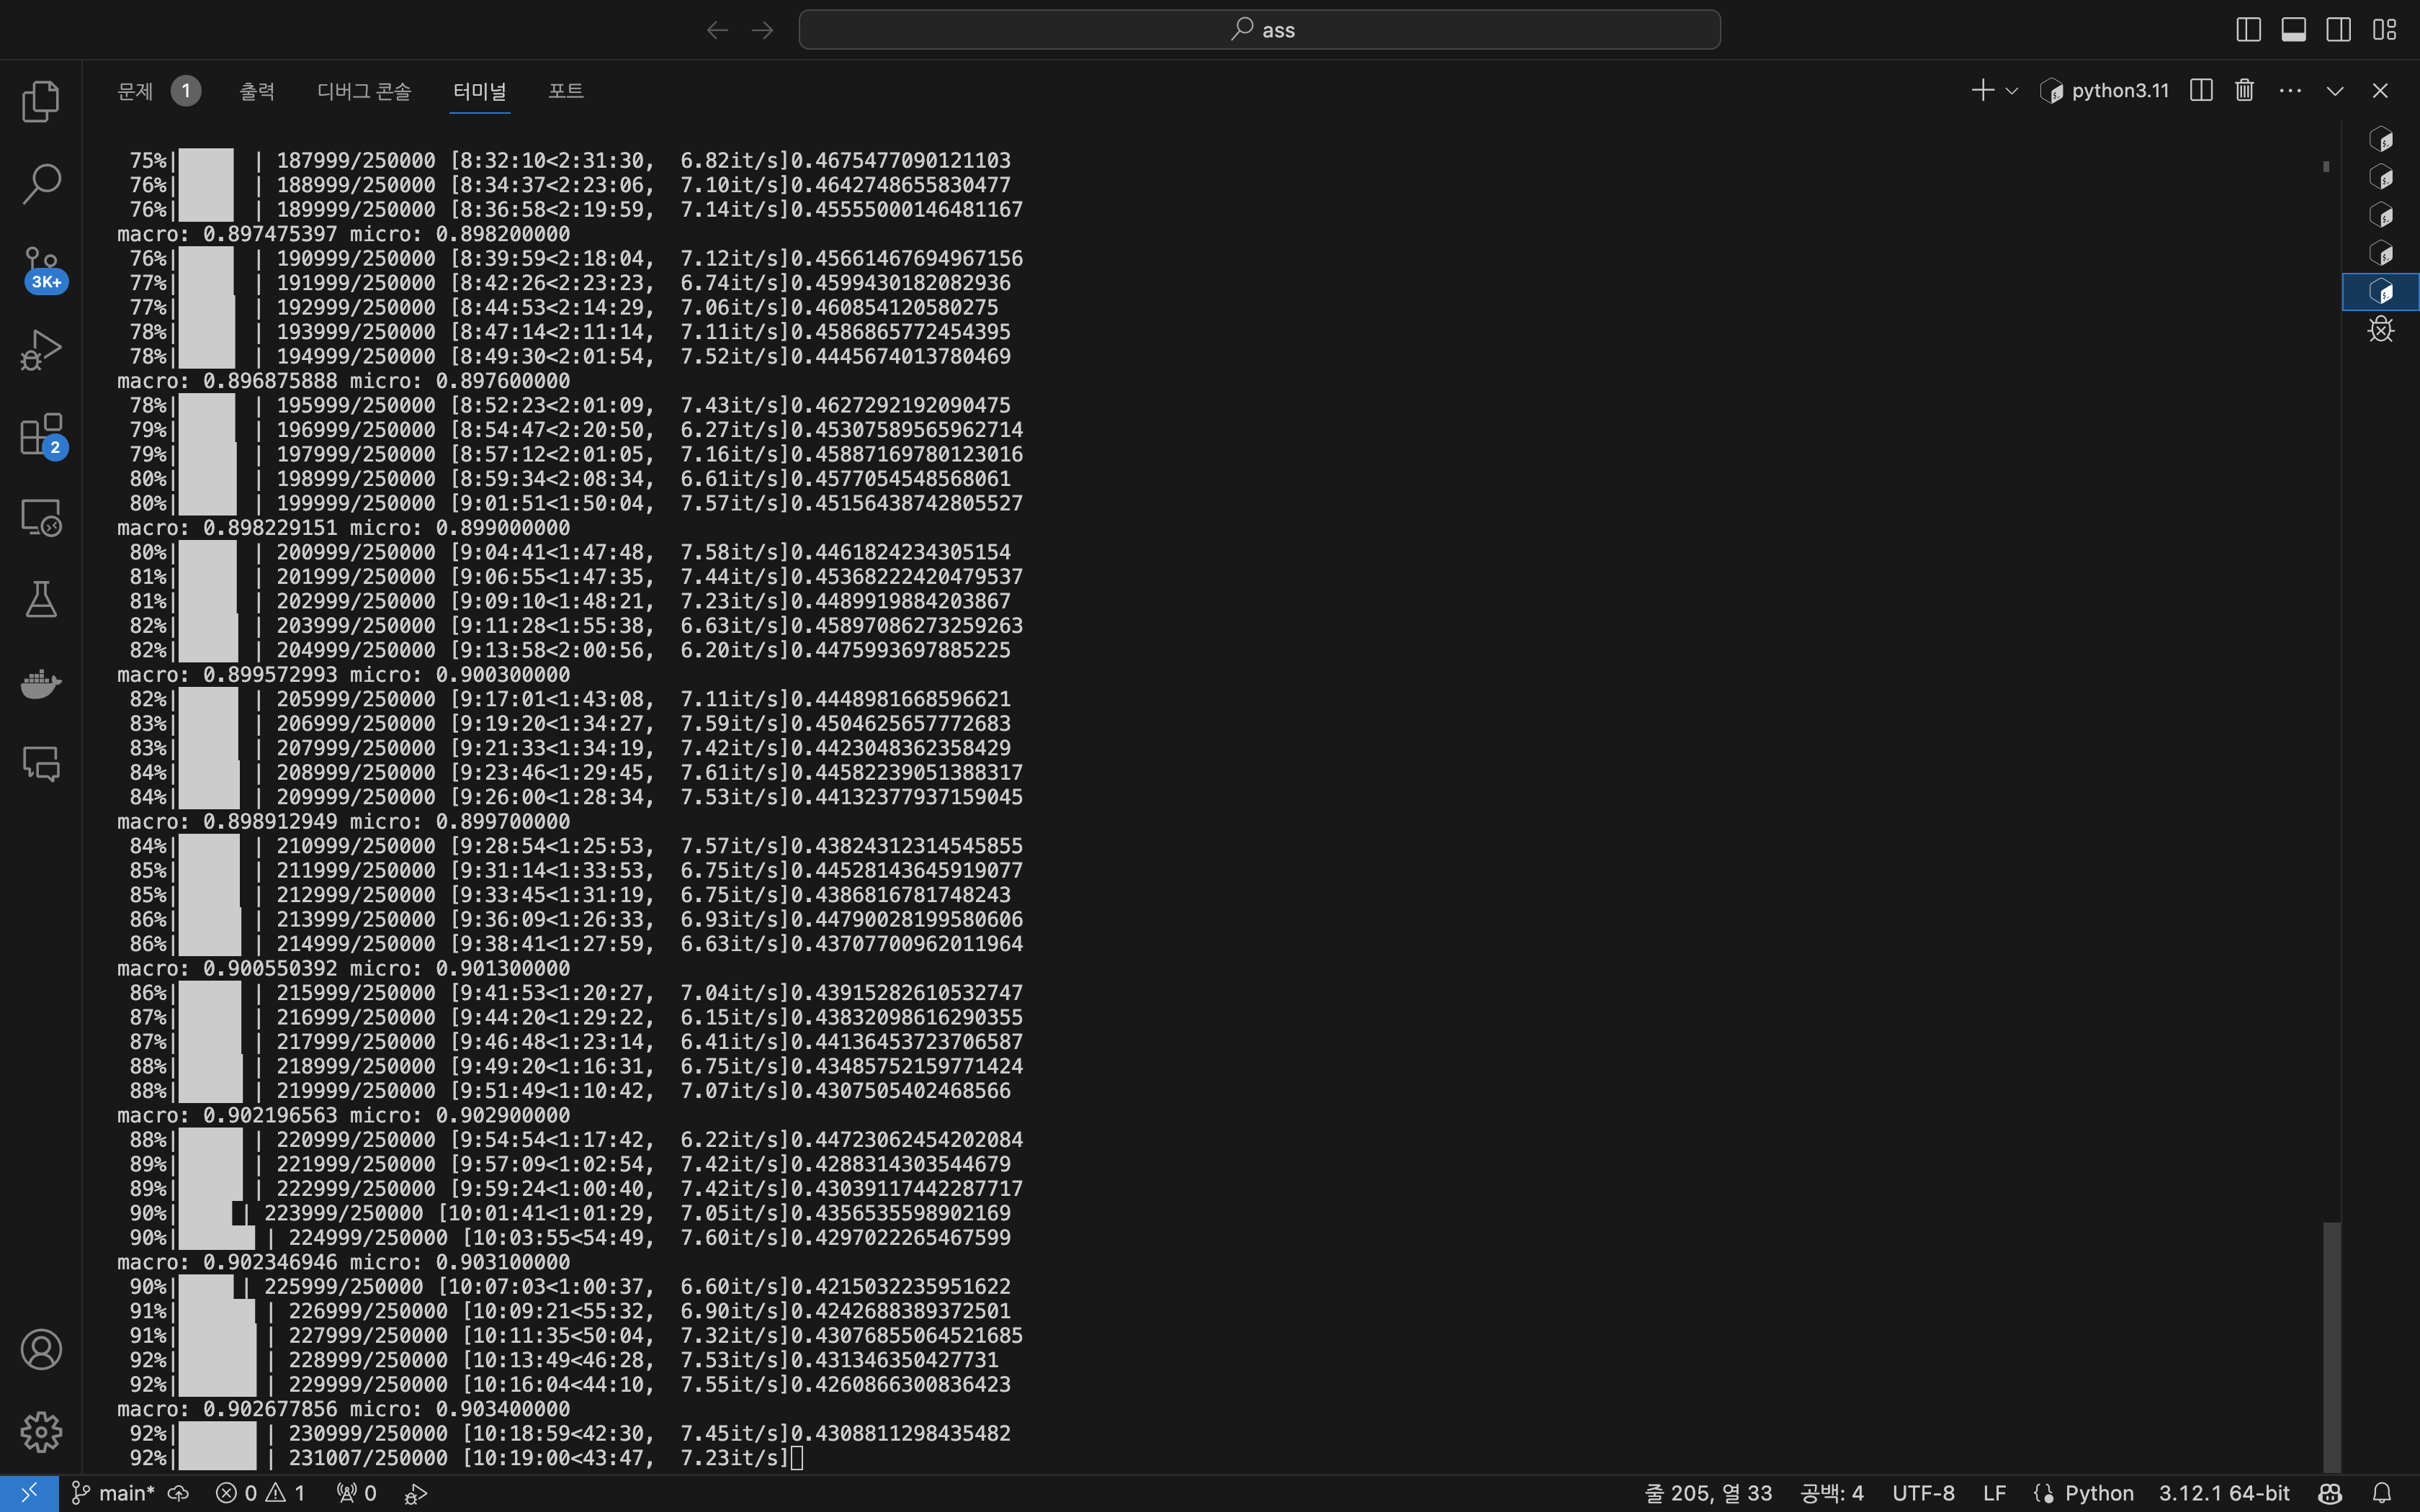 ass
문제 1 출력 디버그 콘솔 터미널 포트 python3.11
75%| | 187999/250000 [8:32:10<2:31:30, 6.82it/s]0.4675477090121103
76%| | 188999/250000 [8:34:37<2:23:06, 7.10it/s]0.4642748655830477
76%| | 189999/250000 [8:36:58<2:19:59, 7.14it/s]0.45555000146481167
macro: 0.897475397 micro: 0.898200000
76%| | 190999/250000 [8:39:59<2:18:04, 7.12it/s]0.45661467694967156
77%| | 191999/250000 [8:42:26<2:23:23, 6.74it/s]0.4599430182082936
77%| | 192999/250000 [8:44:53<2:14:29, 7.06it/s]0.460854120580275
78%| | 193999/250000 [8:47:14<2:11:14, 7.11it/s]0.4586865772454395
78%| | 194999/250000 [8:49:30<2:01:54, 7.52it/s]0.4445674013780469
macro: 0.896875888 micro: 0.897600000
78%| | 195999/250000 [8:52:23<2:01:09, 7.43it/s]0.4627292192090475
79%| | 196999/250000 [8:54:47<2:20:50, 6.27it/s]0.45307589565962714
79%| | 197999/250000 [8:57:12<2:01:05, 7.16it/s]0.45887169780123016
80%| | 198999/250000 [8:59:34<2:08:34, 6.61it/s]0.4577054548568061
80%| | 199999/250000 [9:01:51<1:50:04, 7.57it/s]0.45156438742805527
macro: 0.898229151 micro: 0.899000000
80%| | 200999/250000 [9:04:41<1:47:48, 7.58it/s]0.4461824234305154
81%| | 201999/250000 [9:06:55<1:47:35, 7.44it/s]0.45368222420479537
81%| | 202999/250000 [9:09:10<1:48:21, 7.23it/s]0.4489919884203867
82%| | 203999/250000 [9:11:28<1:55:38, 6.63it/s]0.45897086273259263
82%| | 204999/250000 [9:13:58<2:00:56, 6.20it/s]0.4475993697885225
macro: 0.899572993 micro: 0.900300000
82%| | 205999/250000 [9:17:01<1:43:08, 7.11it/s]0.4448981668596621
83%| | 206999/250000 [9:19:20<1:34:27, 7.59it/s]0.4504625657772683
83%| | 207999/250000 [9:21:33<1:34:19, 7.42it/s]0.4423048362358429
84%| | 208999/250000 [9:23:46<1:29:45, 7.61it/s]0.44582239051388317
84%| | 209999/250000 [9:26:00<1:28:34, 7.53it/s]0.44132377937159045
macro: 0.898912949 micro: 0.899700000
84%| | 210999/250000 [9:28:54<1:25:53, 7.57it/s]0.43824312314545855
85%| | 211999/250000 [9:31:14<1:33:53, 6.75it/s]0.44528143645919077
85%| | 212999/250000 [9:33:45<1:31:19, 6.75it/s]0.4386816781748243
86%| | 213999/250000 [9:36:09<1:26:33, 6.93it/s]0.44790028199580606
86%| | 214999/250000 [9:38:41<1:27:59, 6.63it/s]0.43707700962011964
macro: 0.900550392 micro: 0.901300000
86%| | 215999/250000 [9:41:53<1:20:27, 7.04it/s]0.43915282610532747
87%| | 216999/250000 [9:44:20<1:29:22, 6.15it/s]0.43832098616290355
87%| | 217999/250000 [9:46:48<1:23:14, 6.41it/s]0.44136453723706587
88%| | 218999/250000 [9:49:20<1:16:31, 6.75it/s]0.43485752159771424
88%| | 219999/250000 [9:51:49<1:10:42, 7.07it/s]0.4307505402468566
macro: 0.902196563 micro: 0.902900000
88%| | 220999/250000 [9:54:54<1:17:42, 6.22it/s]0.44723062454202084
89%| | 221999/250000 [9:57:09<1:02:54, 7.42it/s]0.4288314303544679
89%| | 222999/250000 [9:59:24<1:00:40, 7.42it/s]0.43039117442287717
90%| | 223999/250000 [10:01:41<1:01:29, 7.05it/s]0.4356535598902169
90%| | 224999/250000 [10:03:55<54:49, 7.60it/s]0.4297022265467599
macro: 0.902346946 micro: 0.903100000
90%| | 225999/250000 [10:07:03<1:00:37, 6.60it/s]0.4215032235951622
91%| | 226999/250000 [10:09:21<55:32, 6.90it/s]0.4242688389372501
91%| | 227999/250000 [10:11:35<50:04, 7.32it/s]0.43076855064521685
92%| | 228999/250000 [10:13:49<46:28, 7.53it/s]0.431346350427731
92%| | 229999/250000 [10:16:04<44:10, 7.55it/s]0.4260866300836423
macro: 0.902677856 micro: 0.903400000
92%| | 230999/250000 [10:18:59<42:30, 7.45it/s]0.4308811298435482
92%| | 231007/250000 [10:19:00<43:47, 7.23it/s]
3K+
2
main* 0 1 0 줄 205, 열 33 공백: 4 UTF-8 LF Python 3.12.1 64-bit